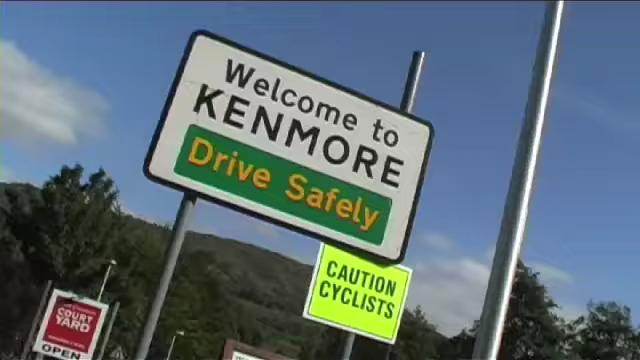 Welcome to
KENMORE
Drive Safely
CAUTION
CYCLISTS
COURT
YARD
OPEN